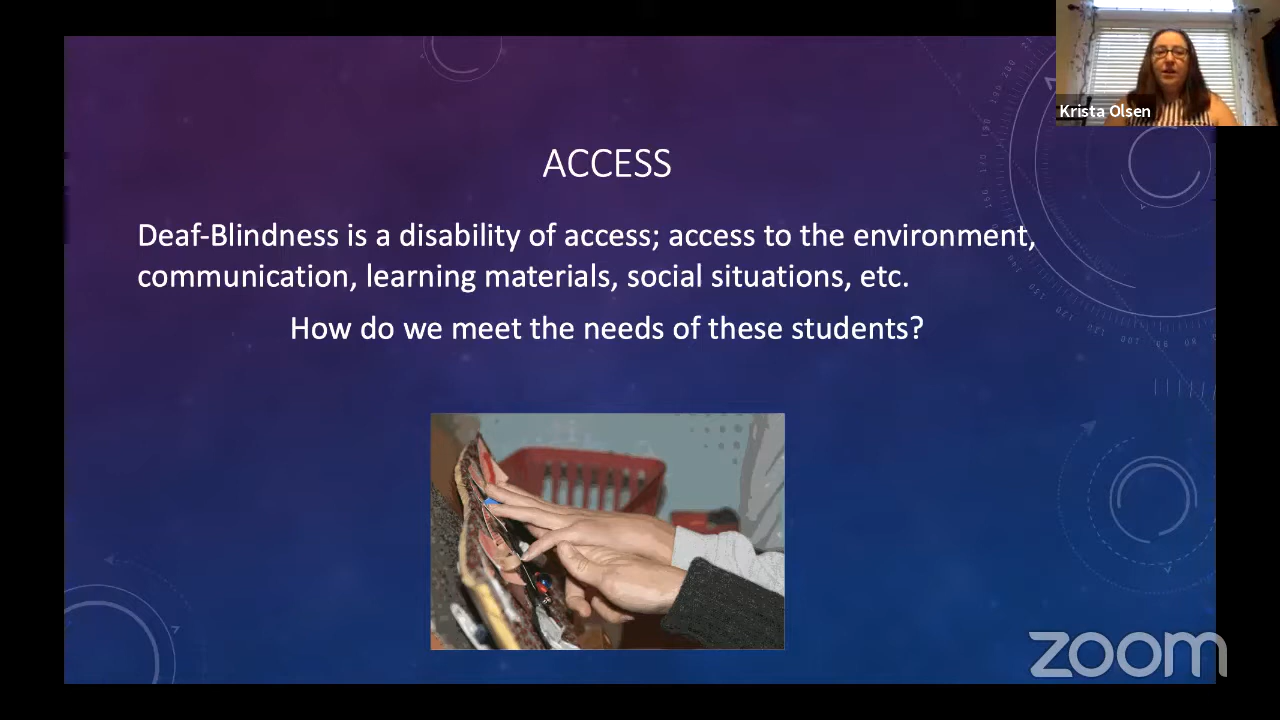 Krista Olsen
ACCESS
Deaf-Blindness is a disability of access; access to the environment,
communication, learning materials, social situations, etc.
How do we meet the needs of these students?
zoom